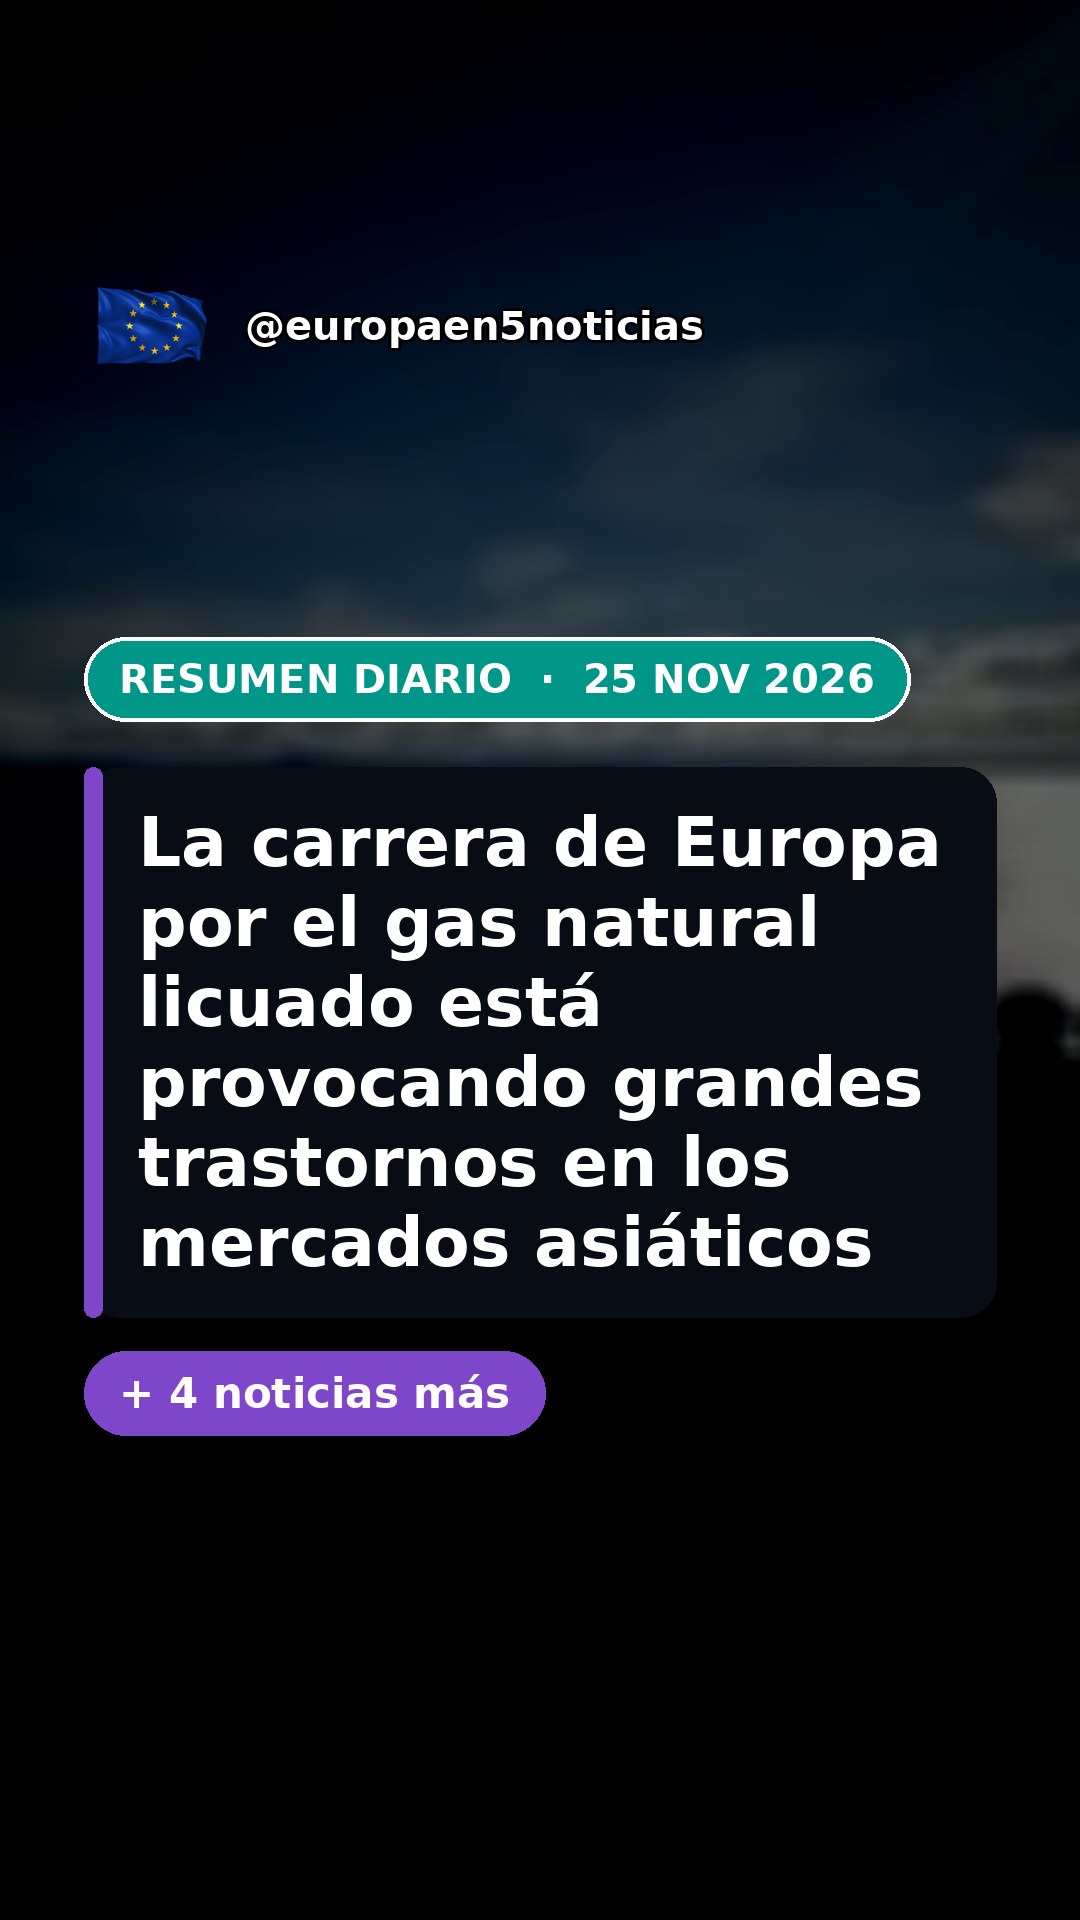 @europaen5noticias
RESUMEN DIARIO · 25 NOV 2026
La carrera de Europa
por el gas natural
licuado está
provocando grandes
trastornos en los
mercados asiáticos
+ 4 noticias más